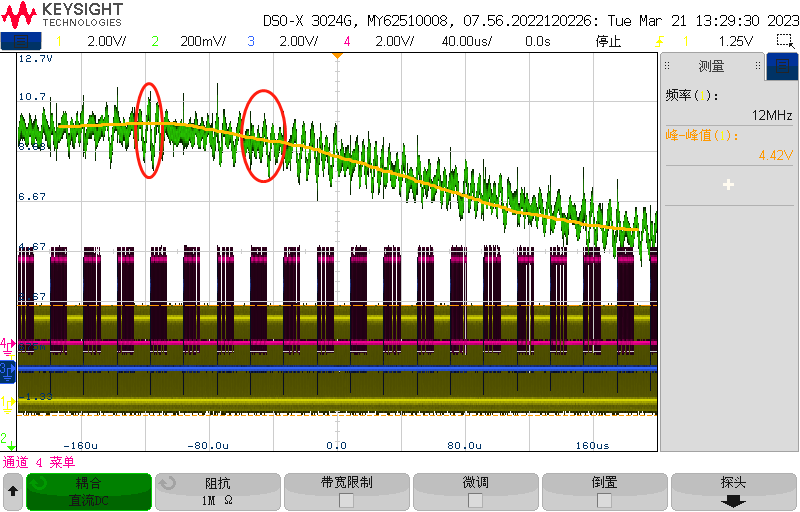 KEYSIGHT
TECHNOLOGIES
DSO-X 3024G, MY62510008, 07.56.2022120226: Tue Mar 21 13:29:30 2023
1 2.00V/ 2 200mV/ 3 2.00V/ 4 2.00V/ 40.00us/ 0.0s 停止 1 1.25V
12.7V
测量
10.7
频率(1):
12MHz
峰-峰值(1):
4.42V
6.67
4.67
4
3
1
-1.33
2
-160u -80.0u 0.0 80.0u 160us
通道 4 菜单
耦合 阻抗 带宽限制 微调 倒置 探头
直流DC 1M Ω